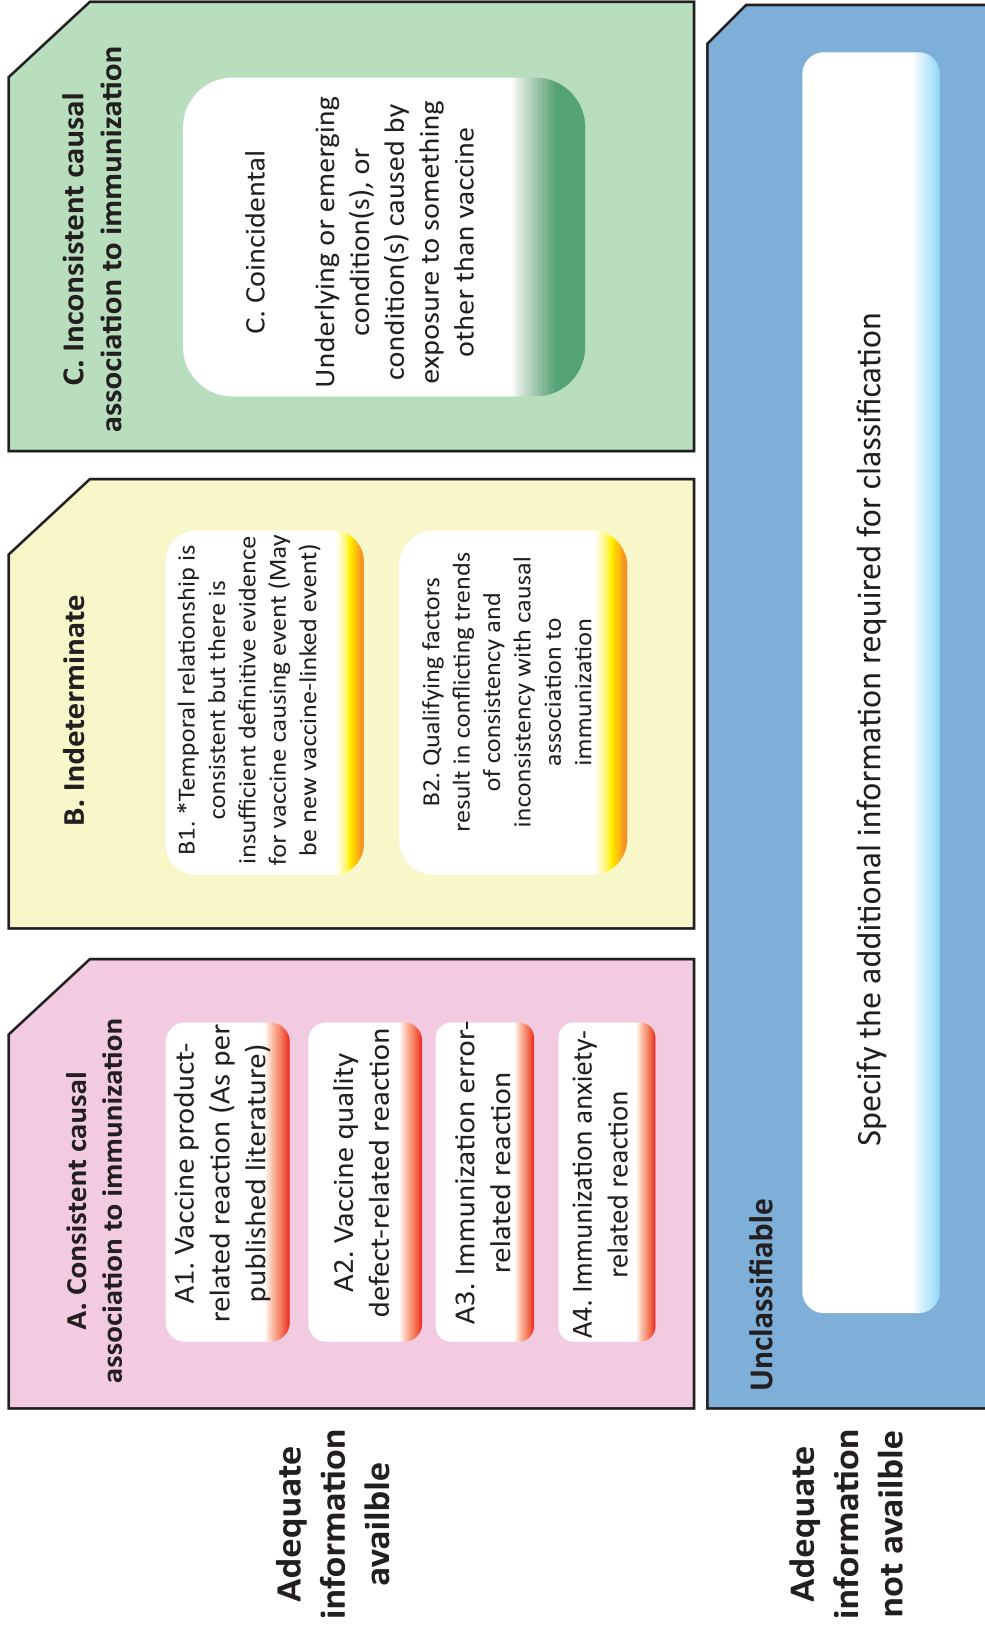 Adequate
information
availble
A. Consistent causal
association to immunization
A1. Vaccine product-
related reaction (As per
published literature)
A2. Vaccine quality
defect-related reaction
A3. Immunization error-
related reaction
A4. Immunization anxiety-
related reaction
B. Indeterminate
B1. *Temporal relationship is
consistent but there is
insufficient definitive evidence
for vaccine causing event (May
be new vaccine-linked event)
B2. Qualifying factors
result in conflicting trends
of consistency and
inconsistency with causal
association to
immunization
C. Inconsistent causal
association to immunization
C. Coincidental
Underlying or emerging
condition(s), or
condition(s) caused by
exposure to something
other than vaccine
Adequate
information
not availble
Unclassifiable
Specify the additional information required for classification